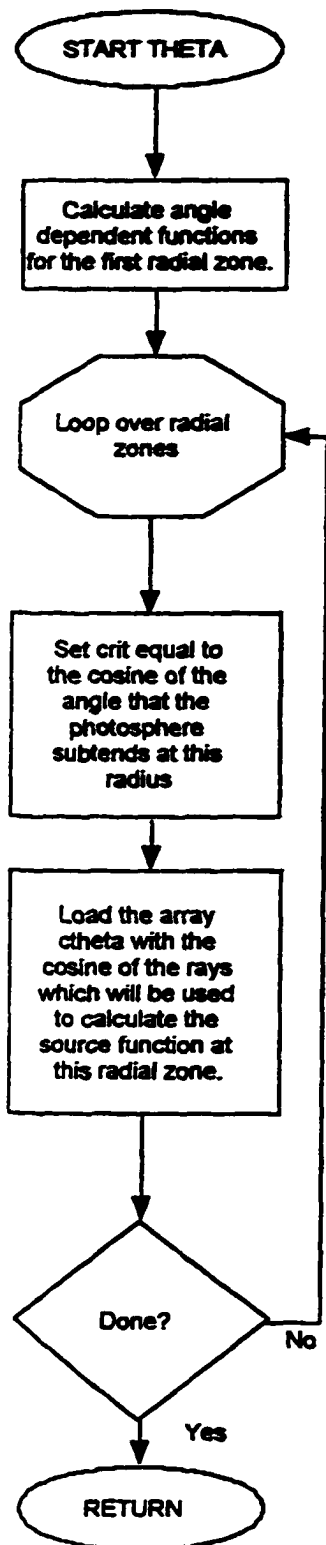 START THETA
Calculate angle
dependent functions
for the first radial zone.
Loop over radial
zones
Set crit equal to
the cosine of the
angle that the
photosphere
subtends at this
radius
Load the array
ctheta with the
cosine of the rays
which will be used
to calculate the
source function at
this radial zone.
Done?
No
Yes
RETURN